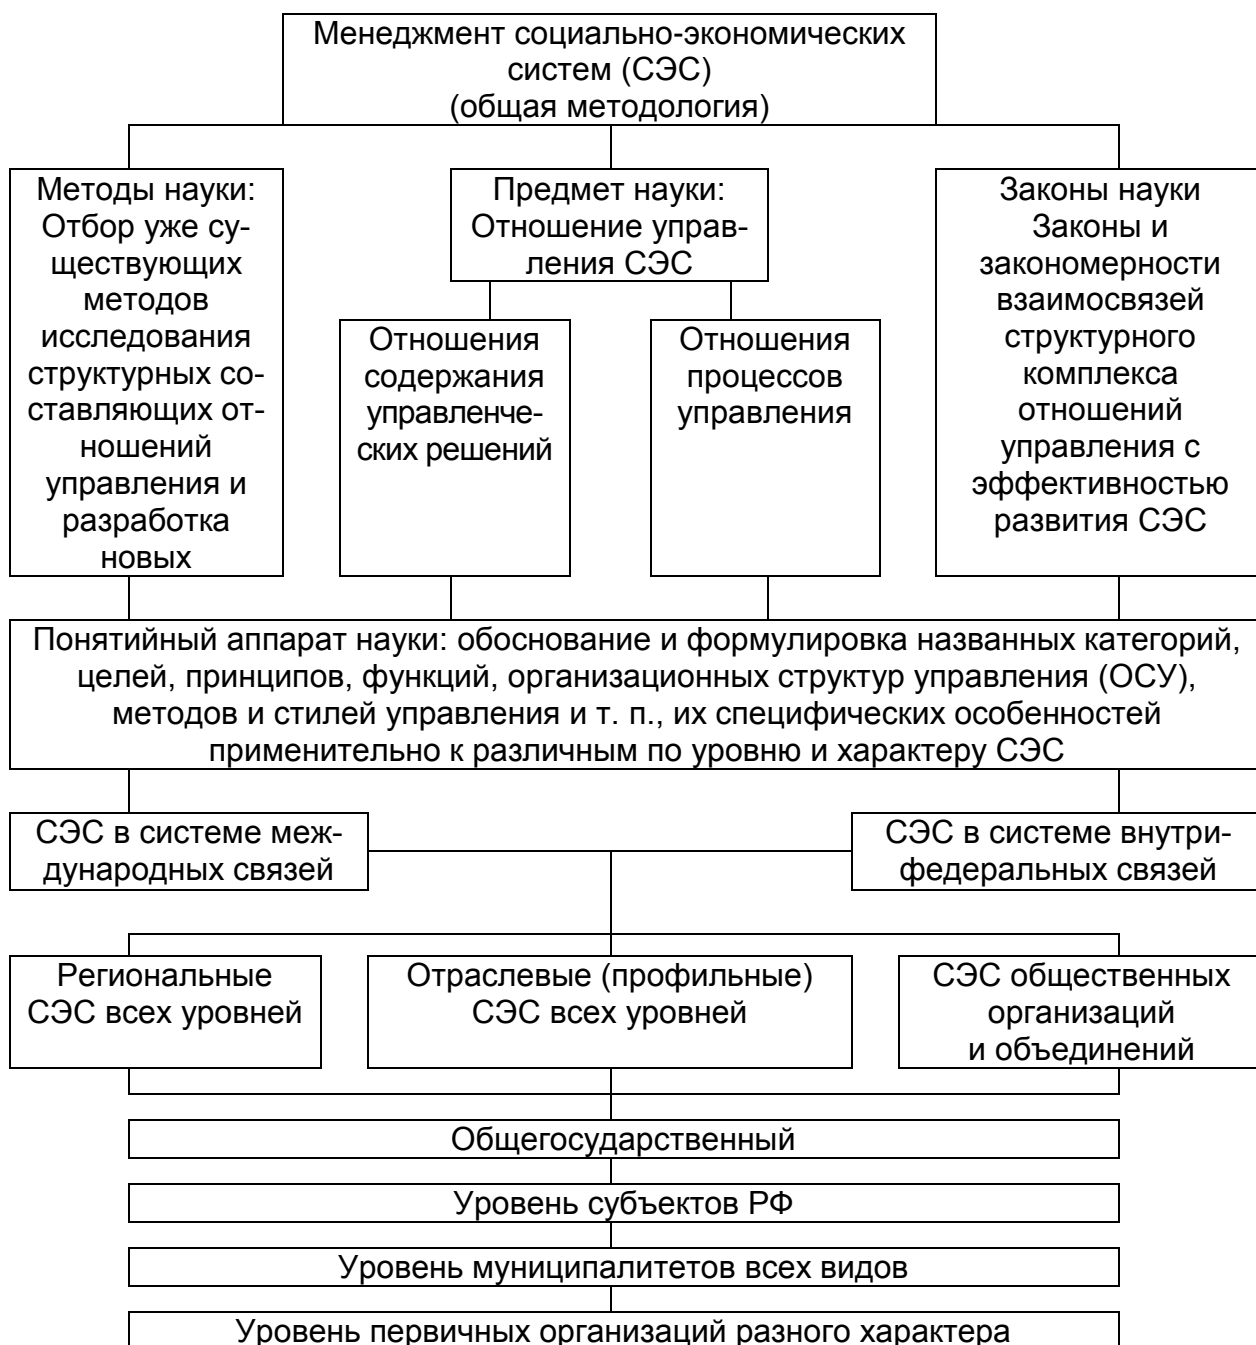 Менеджмент социально-экономических
систем (СЭС)
(общая методология)
Методы науки:
Отбор уже су-
ществующих
методов
исследования
структурных со-
ставляющих от-
ношений
управления и
разработка
новых
Предмет науки:
Отношение управ-
ления СЭС
Отношения
содержания
управленче-
ских решений
Отношения
процессов
управления
Законы науки
Законы и
закономерности
взаимосвязей
структурного
комплекса
отношений
управления с
эффективностью
развития СЭС
Понятийный аппарат науки: обоснование и формулировка названных категорий,
целей, принципов, функций, организационных структур управления (ОСУ),
методов и стилей управления и т. п., их специфических особенностей
применительно к различным по уровню и характеру СЭС
СЭС в системе меж-
дународных связей
СЭС в системе внутри-
федеральных связей
Региональные
СЭС всех уровней
Отраслевые (профильные)
СЭС всех уровней
СЭС общественных
организаций
и объединений
Общегосударственный
Уровень субъектов РФ
Уровень муниципалитетов всех видов
Уровень первичных организаций разного характера